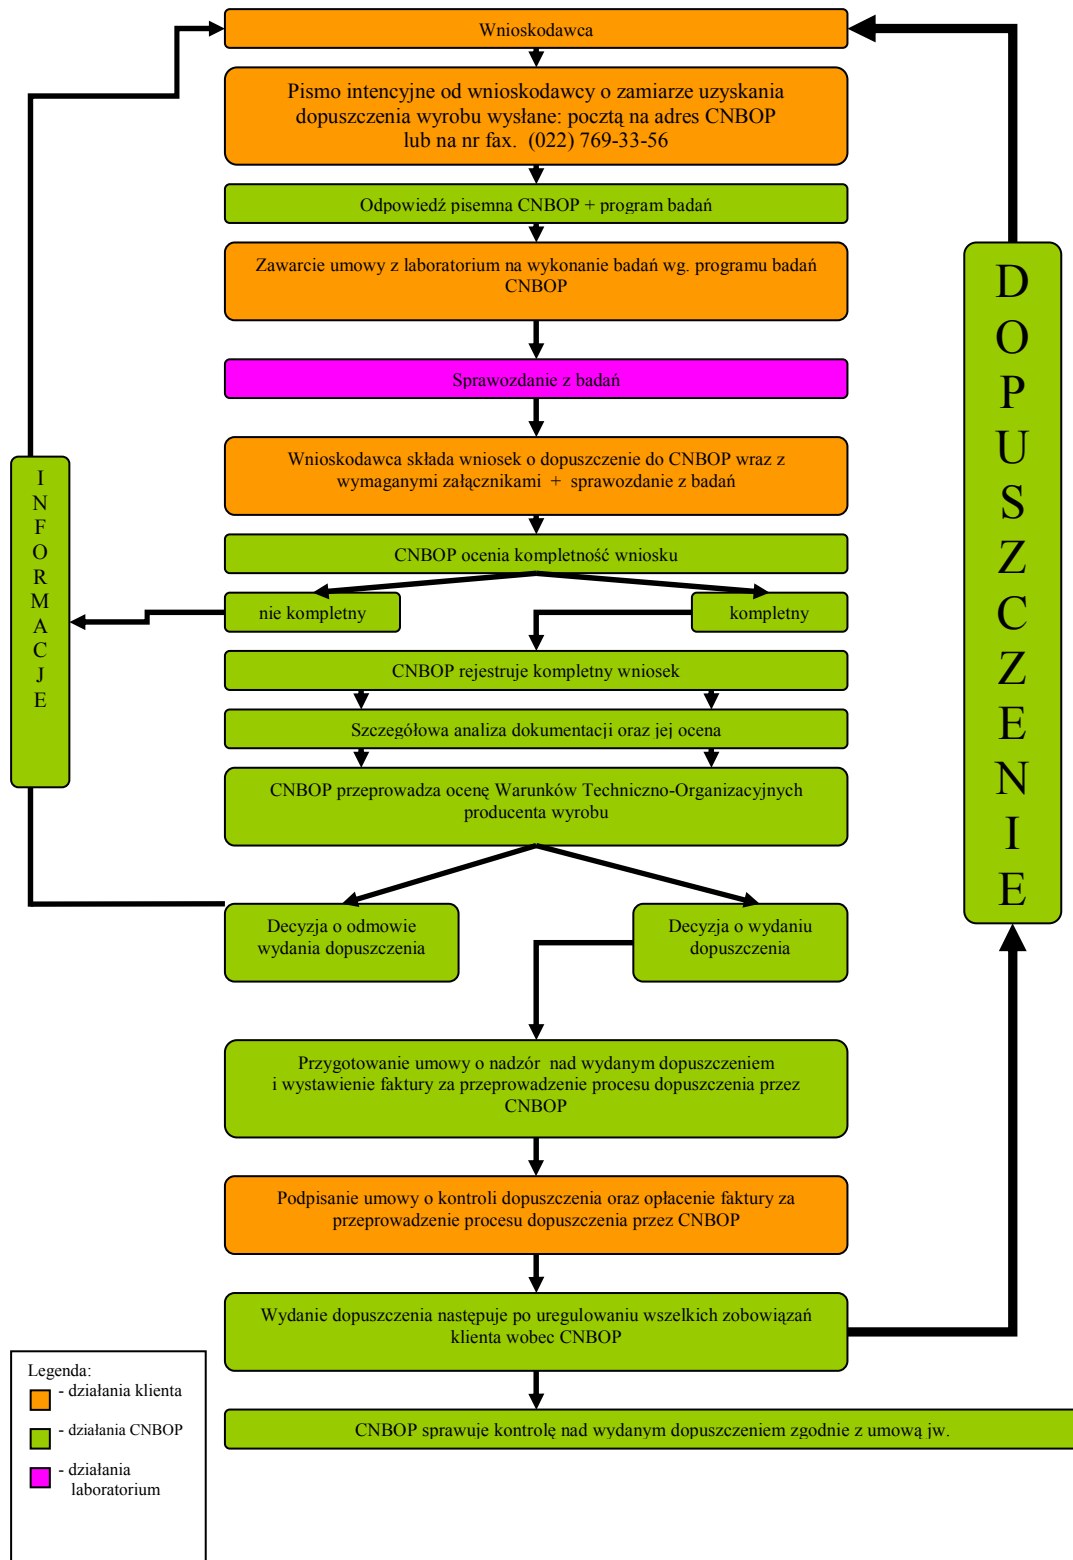 Wnioskodawca
Pismo intencyjne od wnioskodawcy o zamiarze uzyskania
dopuszczenia wyrobu wysłane: pocztą na adres CNBOP
lub na nr fax. (022) 769-33-56
Odpowiedź pisemna CNBOP + program badań
Zawarcie umowy z laboratorium na wykonanie badań wg. programu badań
CNBOP
Sprawozdanie z badań
Wnioskodawca składa wniosek o dopuszczenie do CNBOP wraz z
wymaganymi załącznikami + sprawozdanie z badań
CNBOP ocenia kompletność wniosku
nie kompletny
kompletny
CNBOP rejestruje kompletny wniosek
Szczegółowa analiza dokumentacji oraz jej ocena
CNBOP przeprowadza ocenę Warunków Techniczno-Organizacyjnych
producenta wyrobu
Decyzja o odmowie
wydania dopuszczenia
Decyzja o wydaniu
dopuszczenia
Przygotowanie umowy o nadzór nad wydanym dopuszczeniem
i wystawienie faktury za przeprowadzenie procesu dopuszczenia przez
CNBOP
Podpisanie umowy o kontroli dopuszczenia oraz opłacenie faktury za
przeprowadzenie procesu dopuszczenia przez CNBOP
Wydanie dopuszczenia następuje po uregulowaniu wszelkich zobowiązań
klienta wobec CNBOP
CNBOP sprawuje kontrolę nad wydanym dopuszczeniem zgodnie z umową jw.
INFORMACJE
DOPUSZCZENIE
Legenda:
- działania klienta
- działania CNBOP
- działania
laboratorium